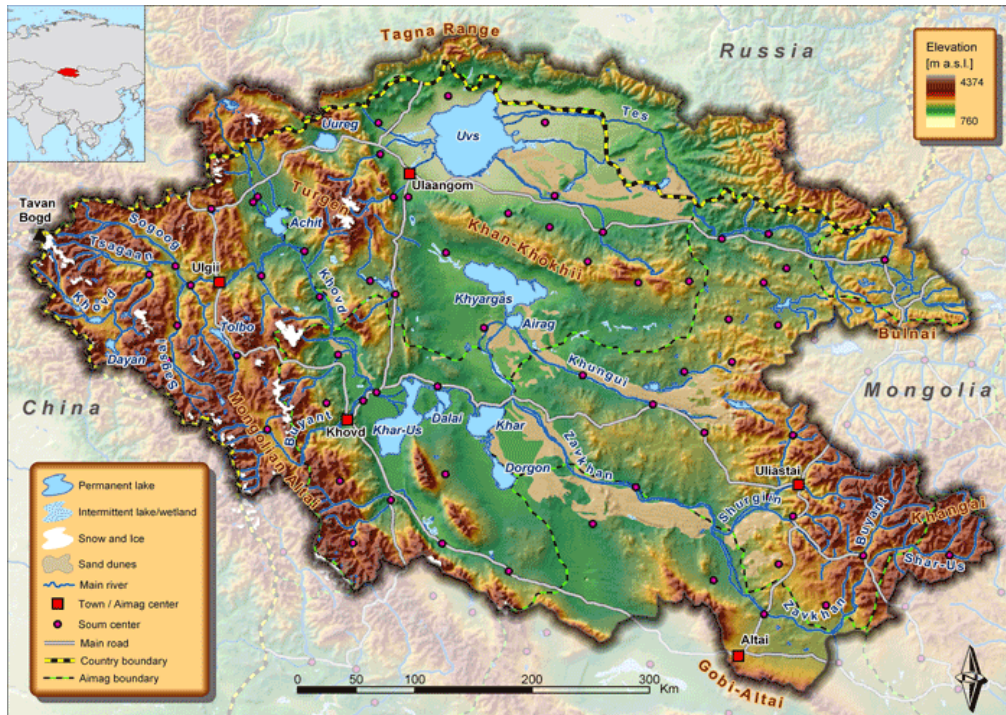 Tagna Range
Russia
Elevation
[m a.s.l.]
4374
760
Uureg
Uvs
Tes
Ulaangom
Tavan
Bogd
Turgen
Achit
Sogoog
Tsagaan
Khan-Khokhii
Ulgii
Khovd
Khovd
Khyargas
Airag
Tolbo
Dayan
Sagsa
Bulnai
Khungui
China
Mongolia
Mongolian Altai
Buyant
Khovd
Khar-Us
Dalai
Khar
Dorgon
Zavkhan
Uliastai
Shurgiin
Buyant
Khangai
Shar-Us
Zavkhan
Altai
Gobi-Altai
Permanent lake
Intermittent lake/wetland
Snow and Ice
Sand dunes
Main river
Town / Aimag center
Soum center
Main road
Country boundary
Aimag boundary
0 50 100 200 300
Km